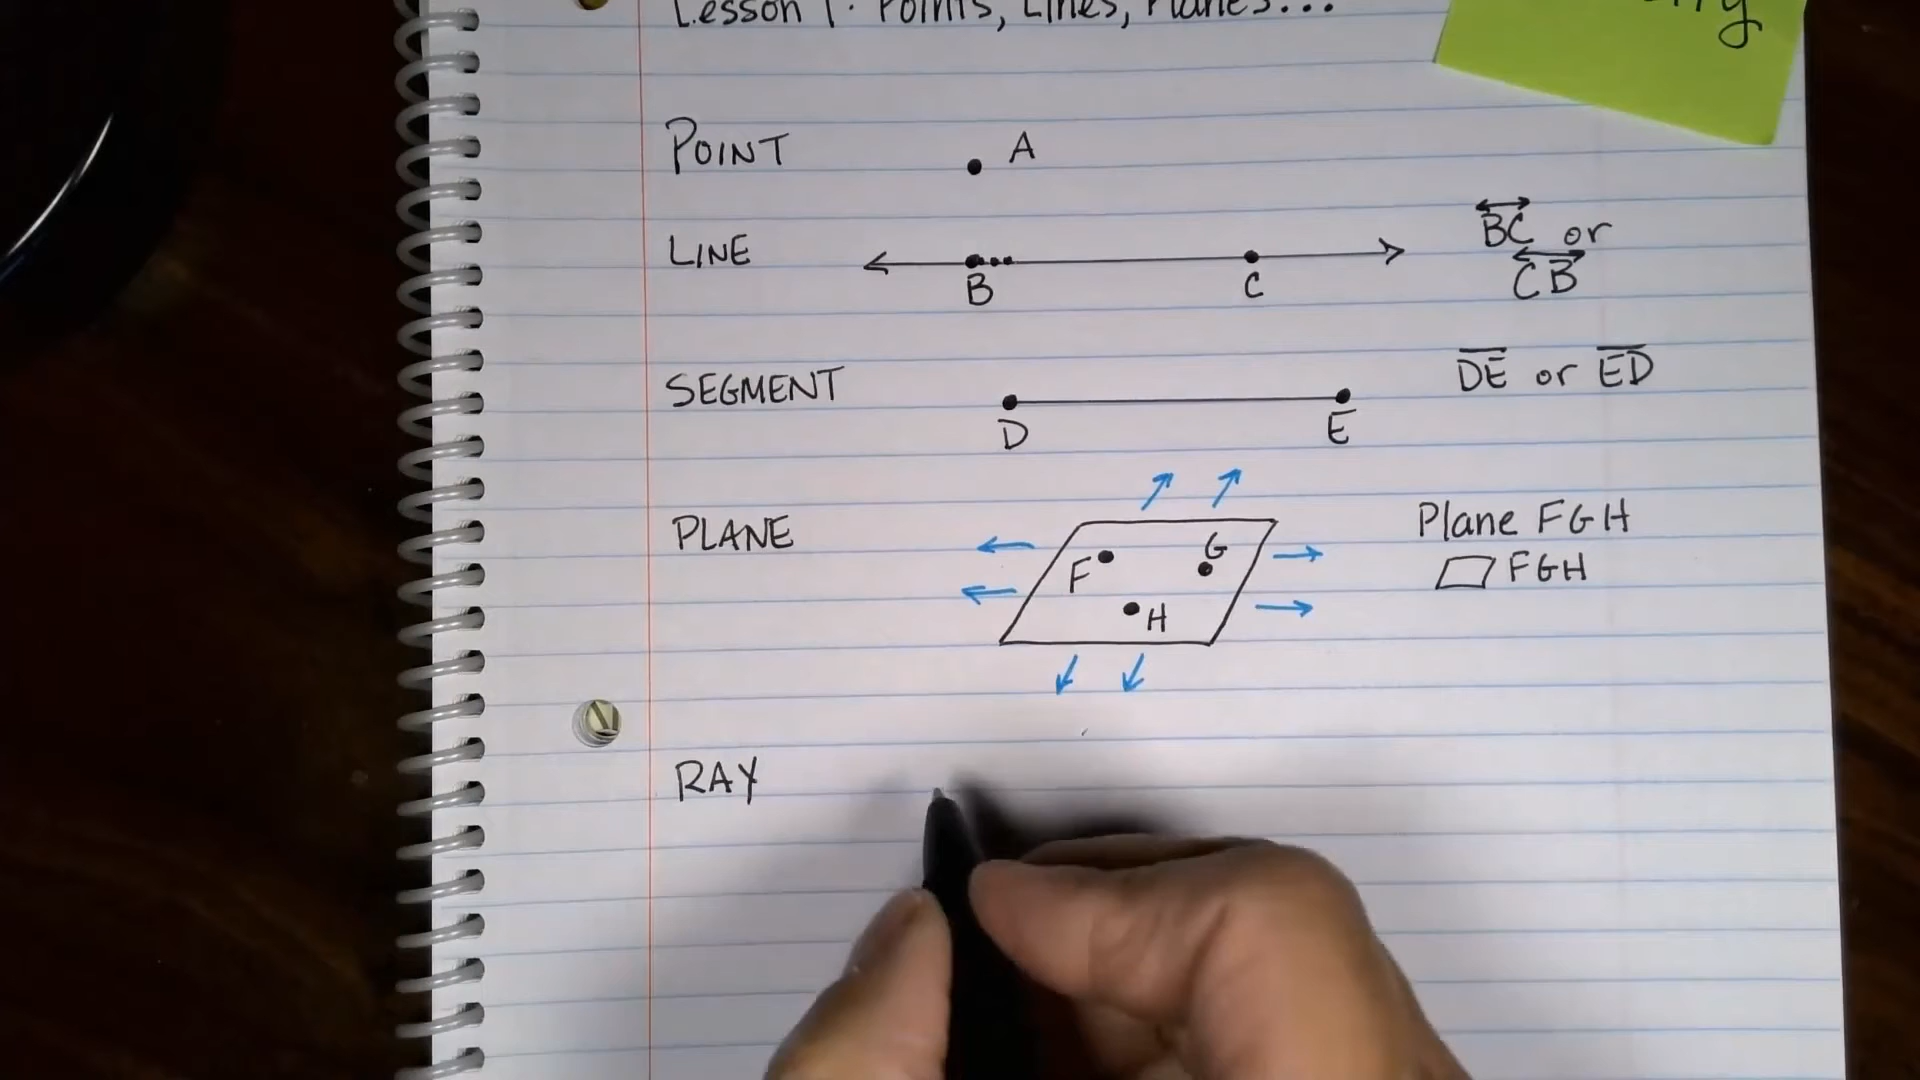 Lesson 1: Points, Lines, Planes...
POINT A
LINE B C BC or
CB
SEGMENT D E DE or ED
PLANE F G H Plane FGH
FGH
RAY